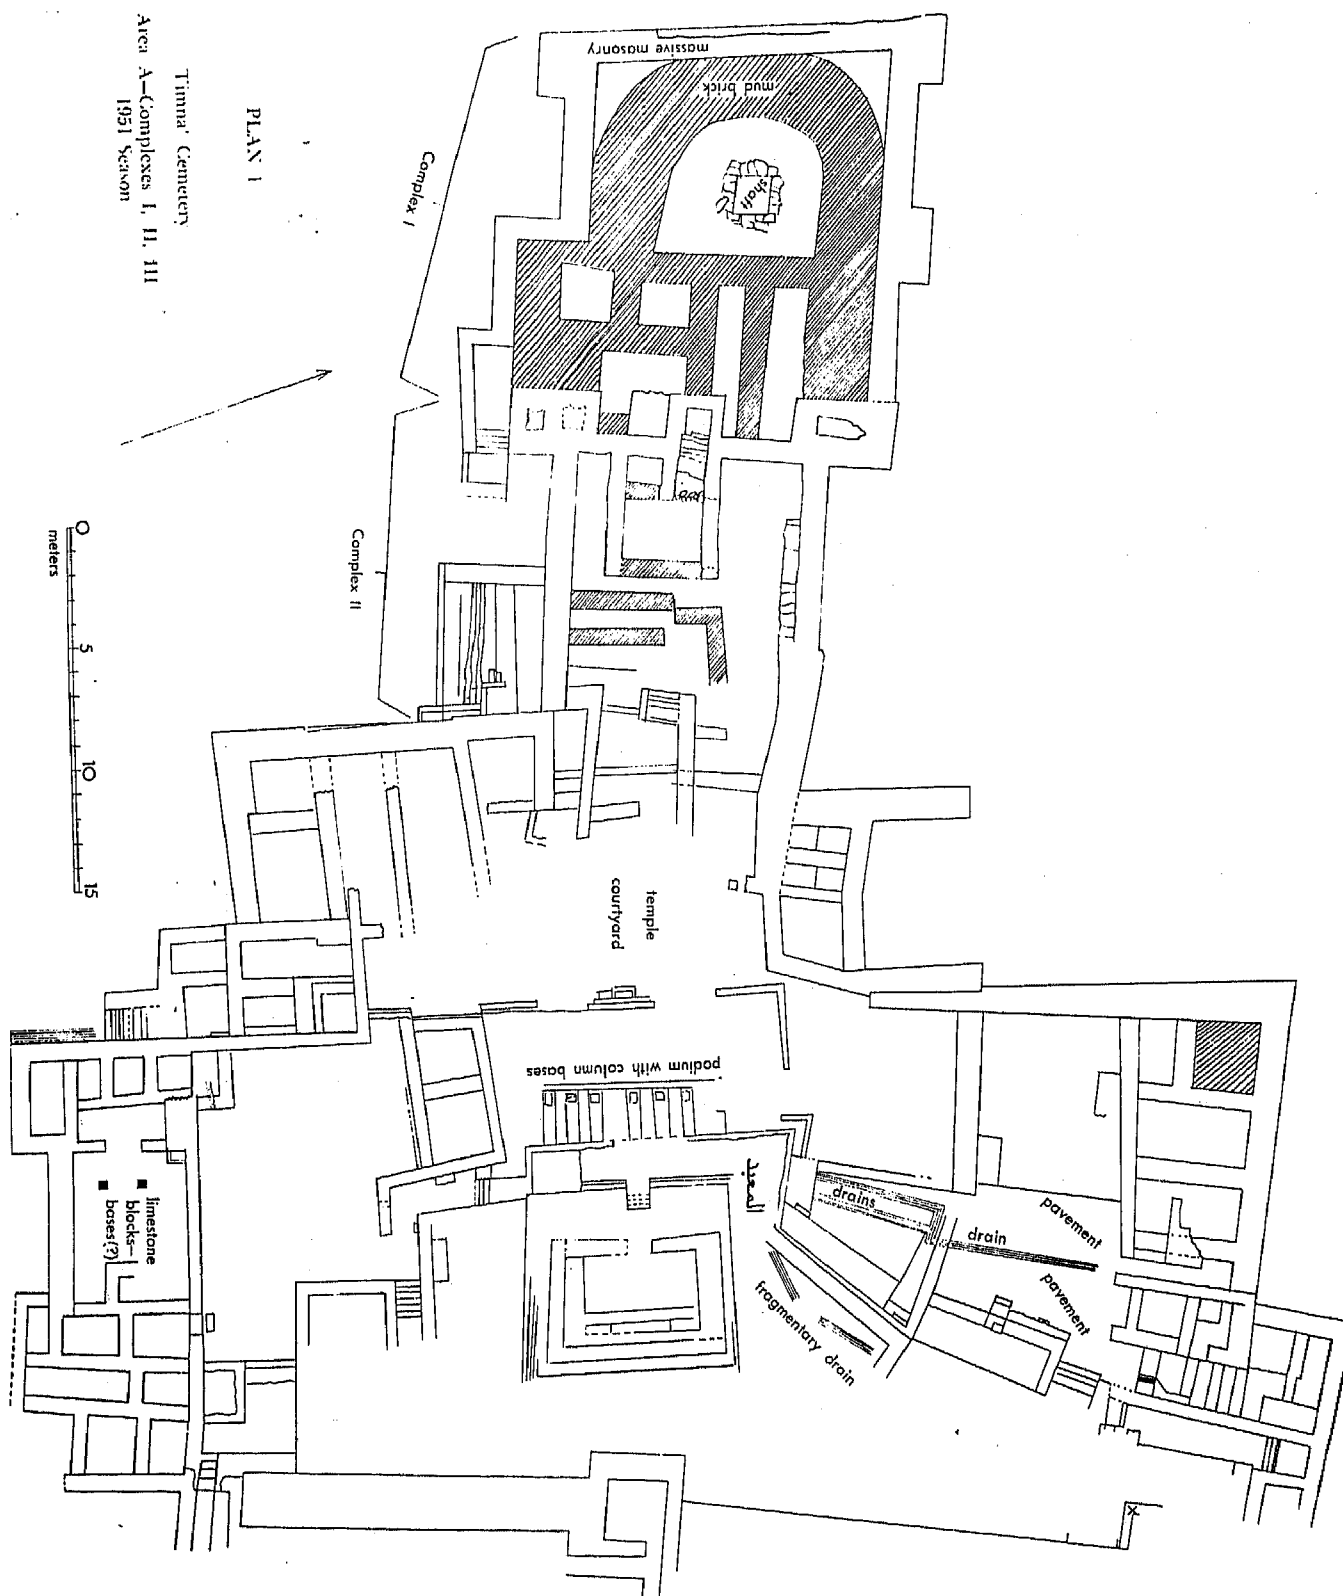 PLAN 1
Timna' Cemetery
Area A—Complexes I, II, III
1951 Season
Complex I
Complex II
massive masonry
mud brick
shaft
0
5
10
15
meters
temple
courtyard
podium with column bases
limestone
blocks—
bases(?)
drains
drain
pavement
pavement
fragmentary drain
X